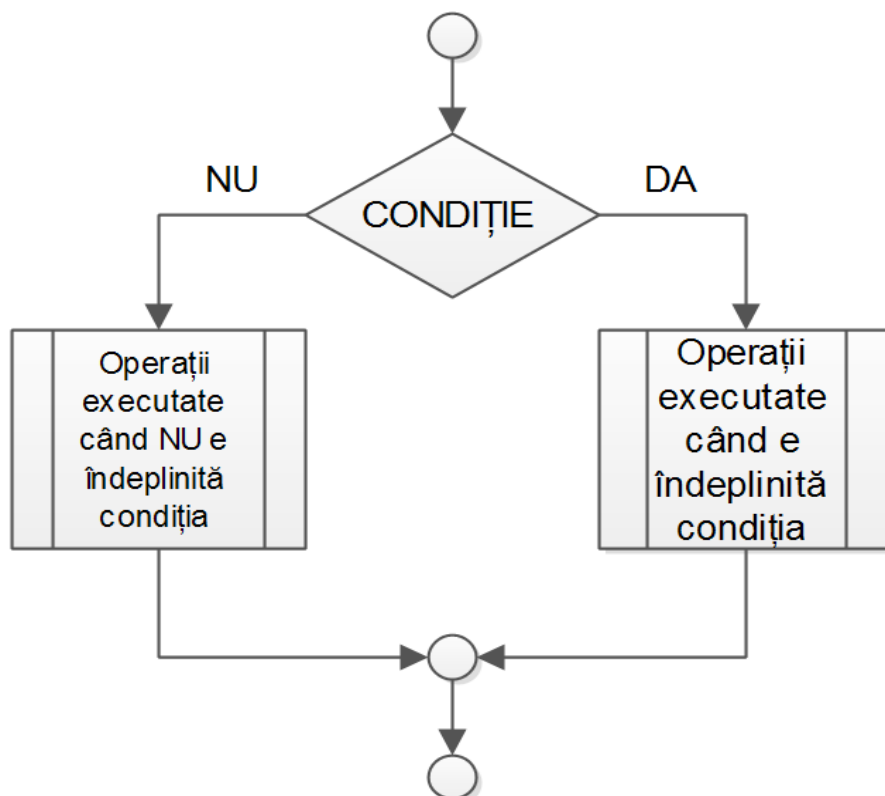 NU
DA
CONDIȚIE
Operații
executate
când NU e
îndeplinită
condiția
Operații
executate
când e
îndeplinită
condiția